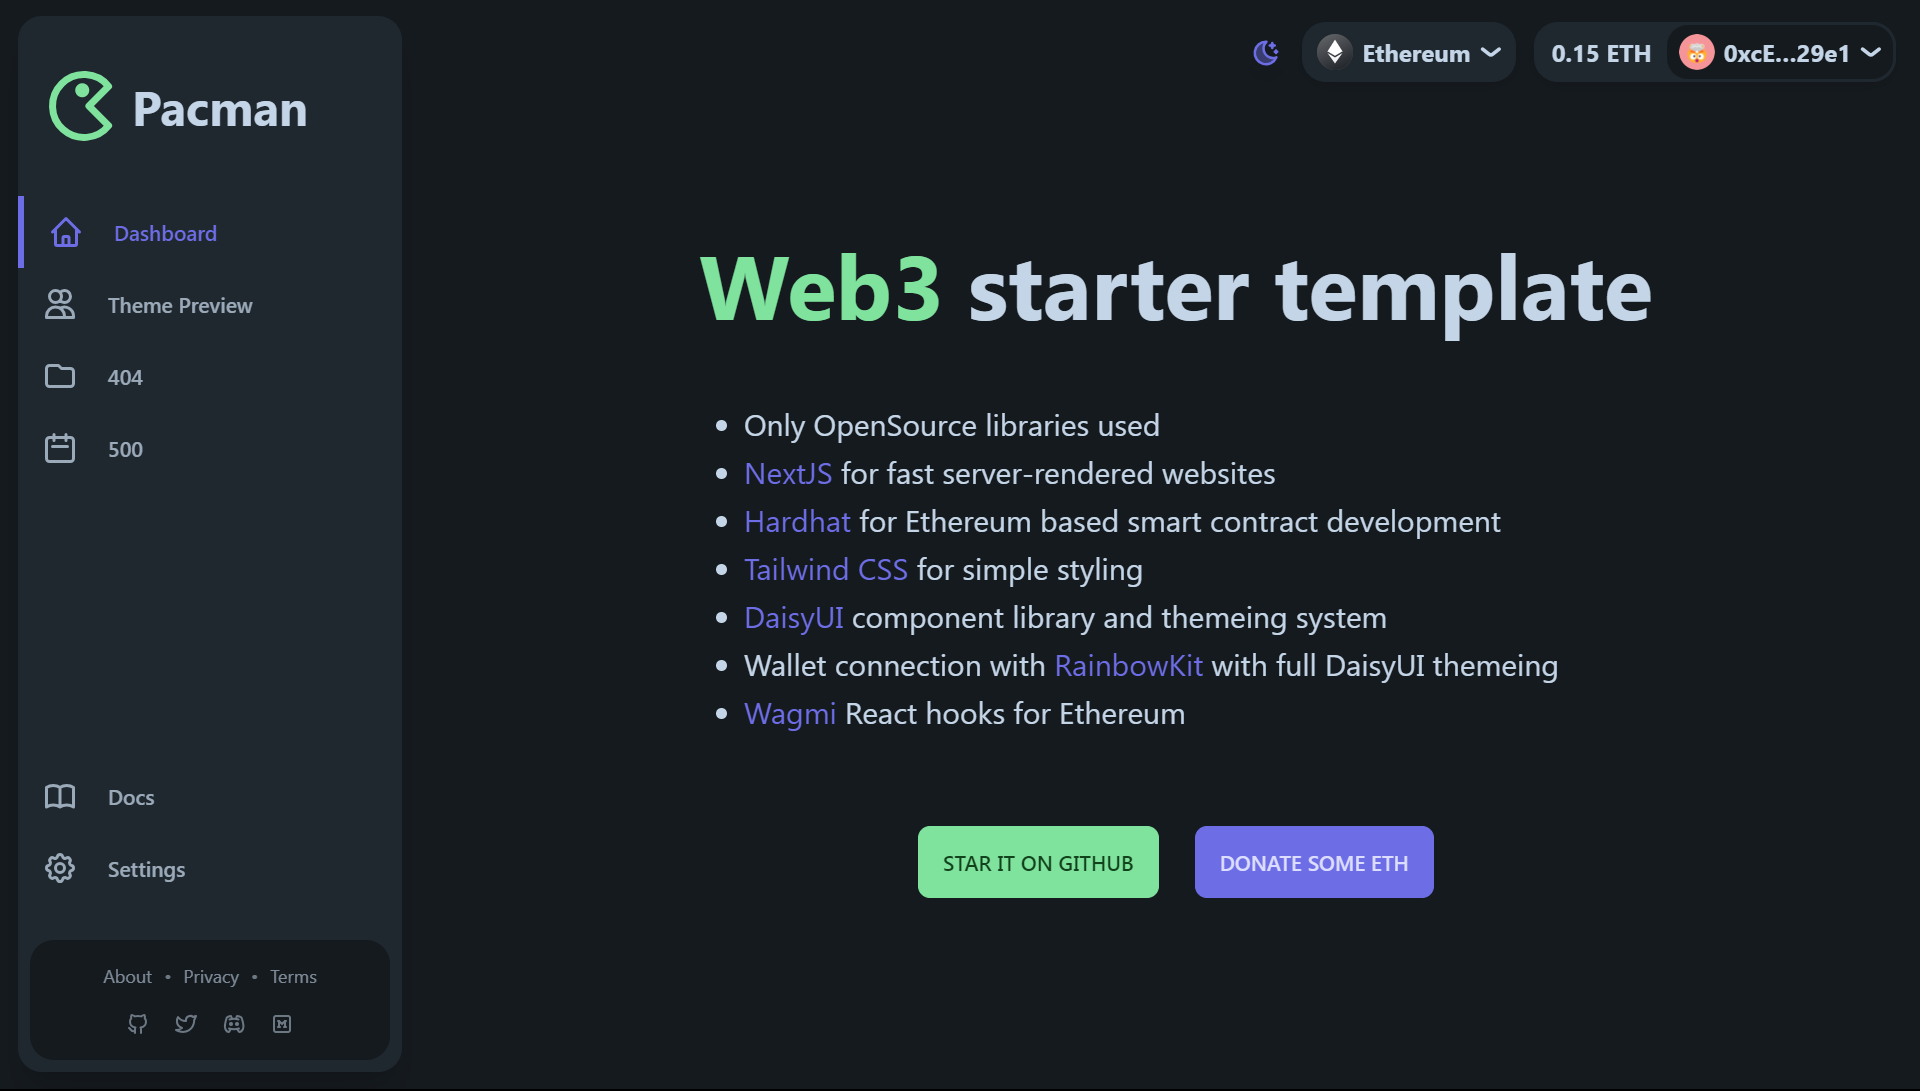 Pacman
Dashboard
Theme Preview
404
500
Docs
Settings
About • Privacy • Terms
Ethereum
0.15 ETH
0xcE...29e1
Web3 starter template
• Only OpenSource libraries used
• NextJS for fast server-rendered websites
• Hardhat for Ethereum based smart contract development
• Tailwind CSS for simple styling
• DaisyUI component library and themeing system
• Wallet connection with RainbowKit with full DaisyUI themeing
• Wagmi React hooks for Ethereum
STAR IT ON GITHUB
DONATE SOME ETH